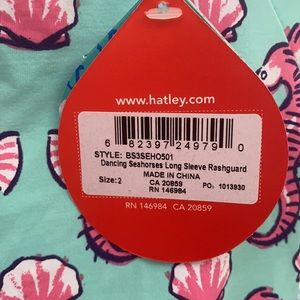 www.hatley.com
6 82397 24979 0
STYLE: BS3SEHO501
Dancing Seahorses Long Sleeve Rashguard
MADE IN CHINA
Size: 2 CA 20859 PO: 1013930
RN 146984
RN 146984 CA 20859